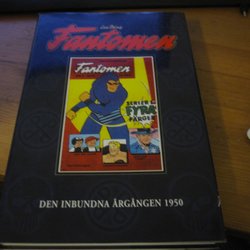 Lee Falk
Fantomen
Fantomen
SERIER I
FYRA
FÄRGER
DEN INBUNDNA ÅRGÅNGEN 1950